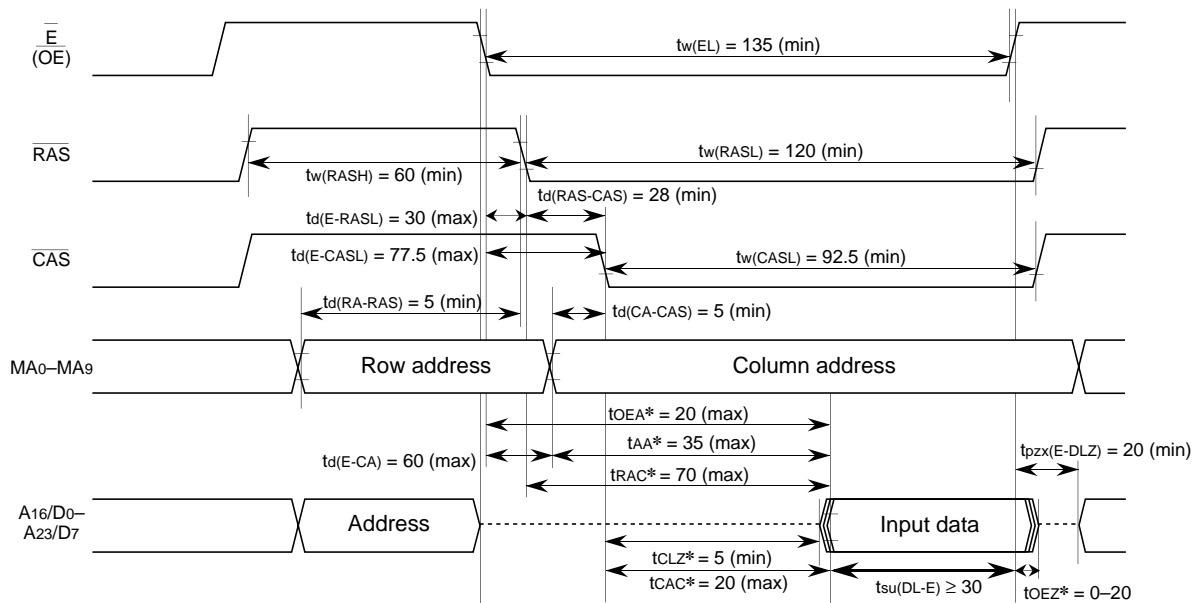 E
(OE)
tw(EL) = 135 (min)
RAS
tw(RASH) = 60 (min)
tw(RASL) = 120 (min)
td(RAS-CAS) = 28 (min)
td(E-RASL) = 30 (max)
CAS
td(E-CASL) = 77.5 (max)
tw(CASL) = 92.5 (min)
td(RA-RAS) = 5 (min)
td(CA-CAS) = 5 (min)
MA0–MA9
Row address
Column address
tOEA* = 20 (max)
tAA* = 35 (max)
td(E-CA) = 60 (max)
tpzx(E-DLZ) = 20 (min)
tRAC* = 70 (max)
A16/D0–
A23/D7
Address
Input data
tCLZ* = 5 (min)
tCAC* = 20 (max)
tsu(DL-E) ≥ 30
tOEZ* = 0–20